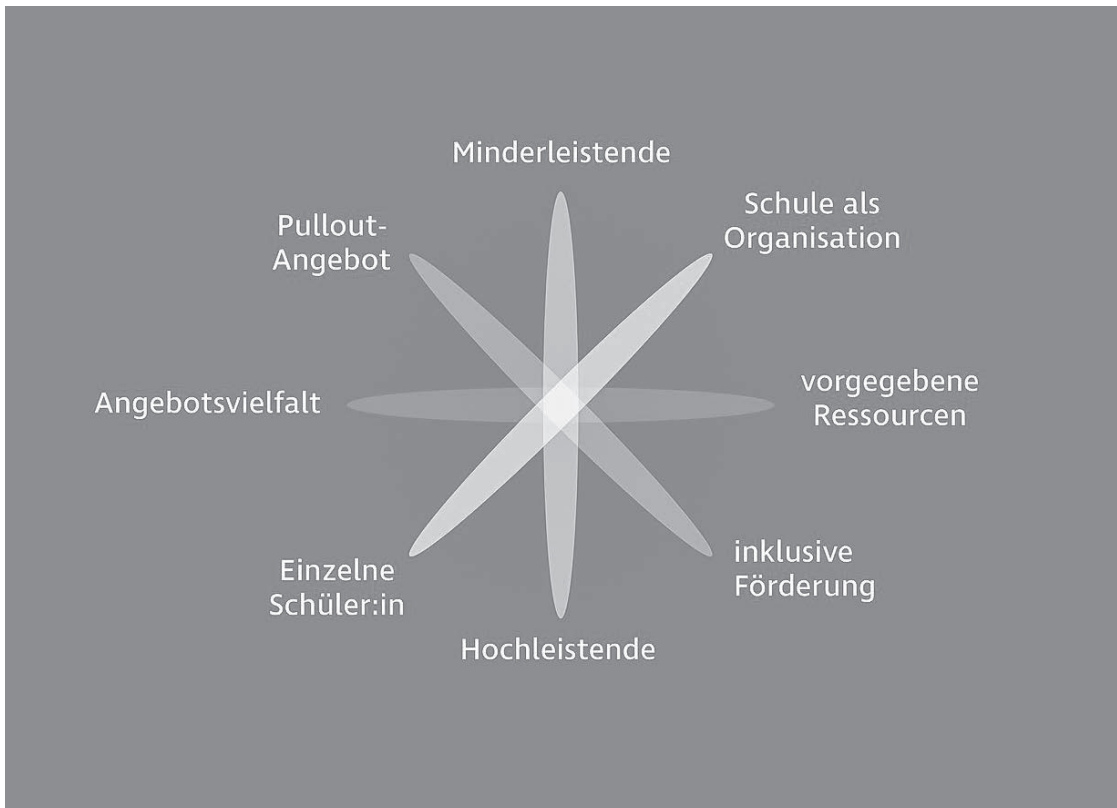 Minderleistende
Schule als
Organisation
Pullout-
Angebot
Angebotsvielfalt
vorgegebene
Ressourcen
Einzelne
Schüler:in
inklusive
Förderung
Hochleistende